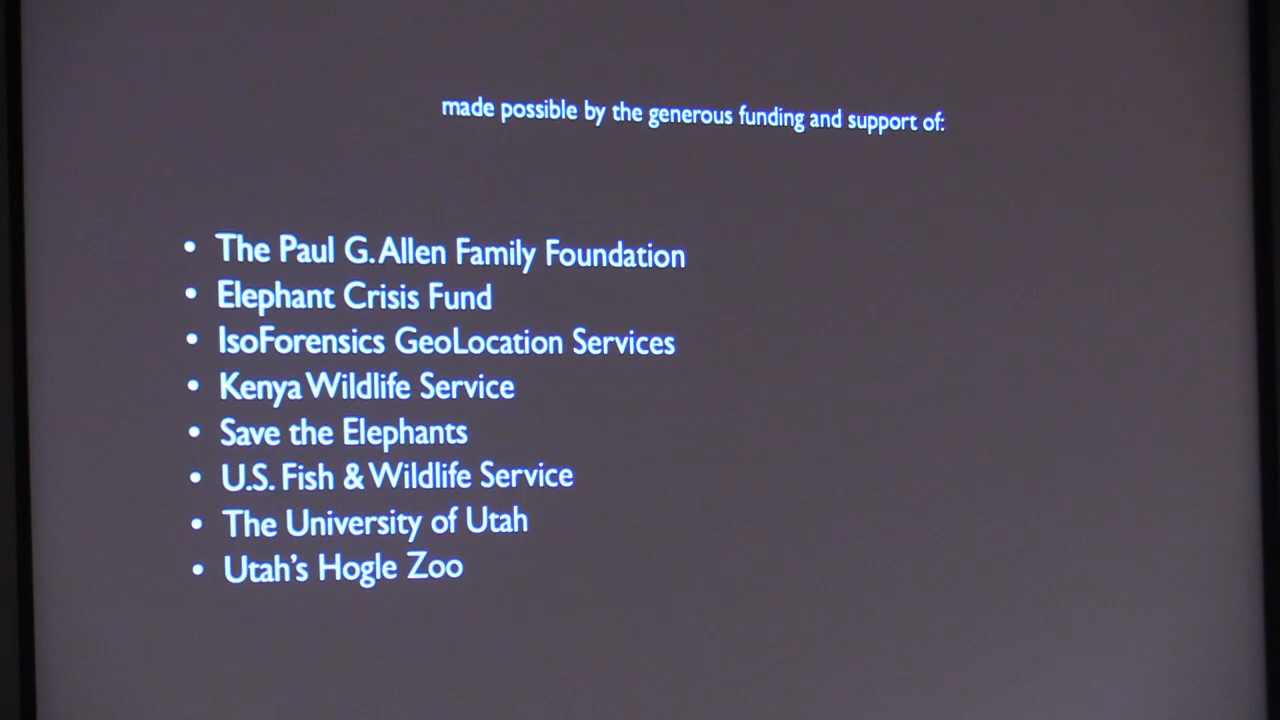 made possible by the generous funding and support of:
• The Paul G. Allen Family Foundation
• Elephant Crisis Fund
• IsoForensics GeoLocation Services
• Kenya Wildlife Service
• Save the Elephants
• U.S. Fish & Wildlife Service
• The University of Utah
• Utah’s Hogle Zoo